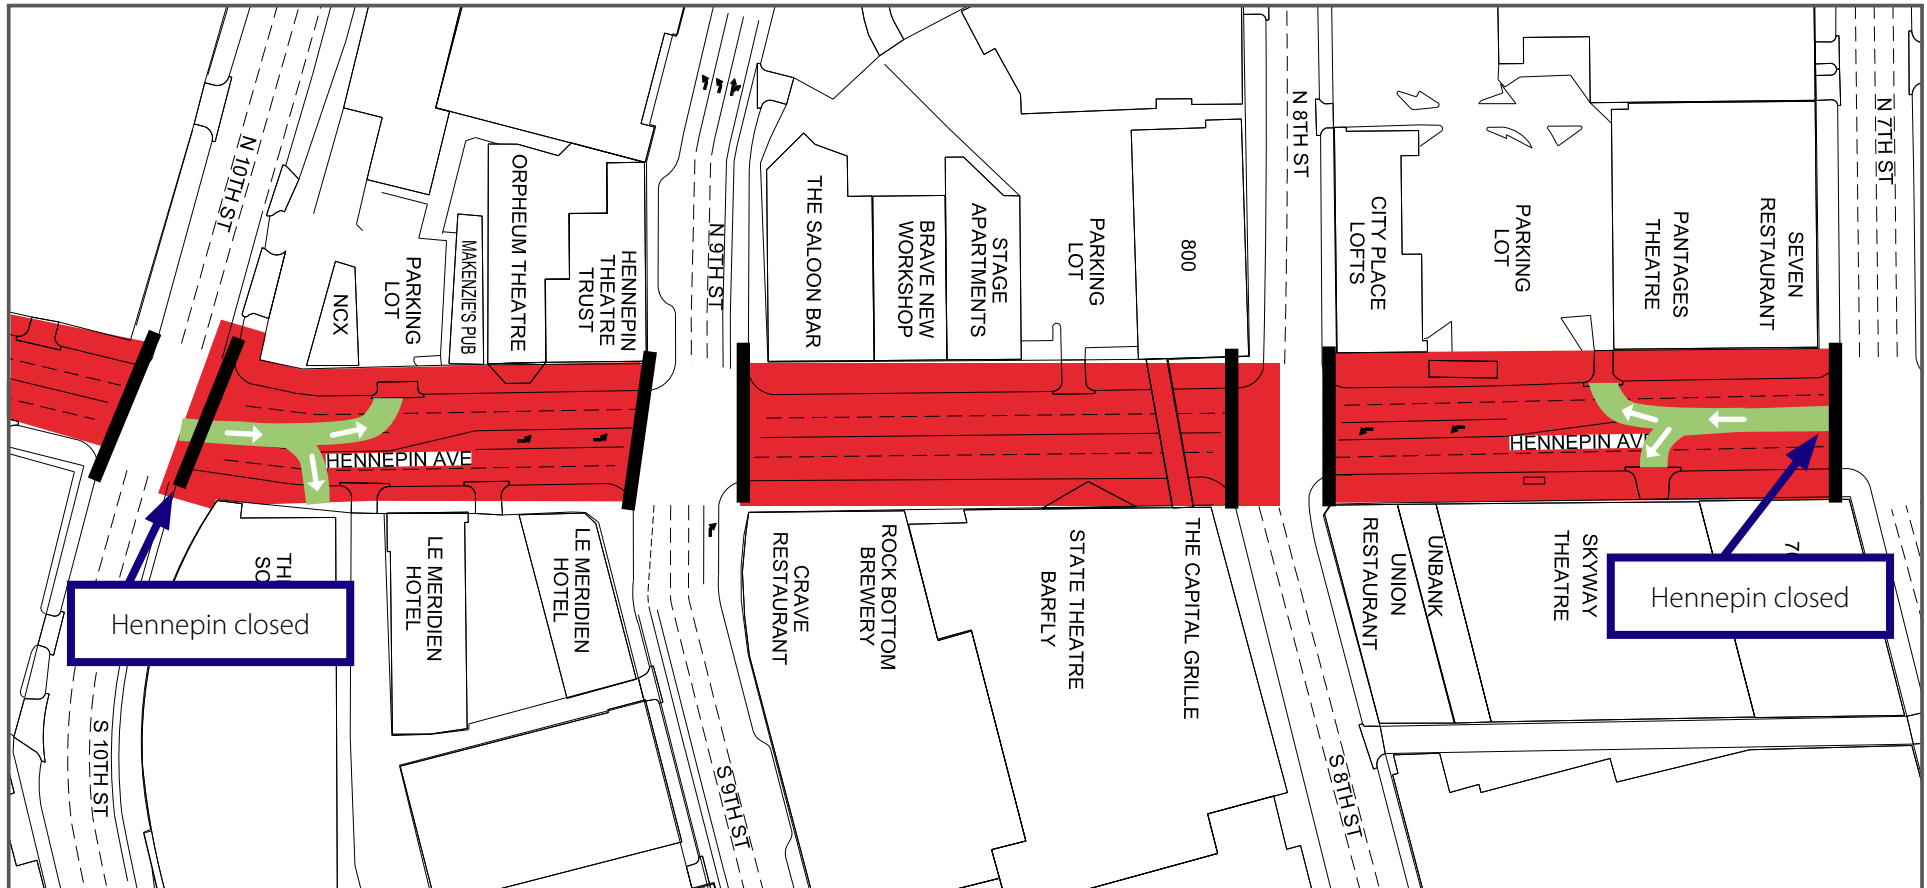 N 10TH ST
NCX
PARKING
LOT
MAKENZIE'S PUB
ORPHEUM THEATRE
HENNEPIN
THEATRE
TRUST
N 9TH ST
THE SALOON BAR
BRAVE NEW
WORKSHOP
STAGE
APARTMENTS
PARKING
LOT
800
N 8TH ST
CITY PLACE
LOFTS
PARKING
LOT
PANTAGES
THEATRE
SEVEN
RESTAURANT
N 7TH ST
HENNEPIN AVE
HENNEPIN AVE
Hennepin closed
LE MERIDIEN
HOTEL
LE MERIDIEN
HOTEL
CRAVE
RESTAURANT
ROCK BOTTOM
BREWERY
STATE THEATRE
BARFLY
THE CAPITAL GRILLE
UNION
RESTAURANT
UNBANK
SKYWAY
THEATRE
Hennepin closed
S 10TH ST
S 9TH ST
S 8TH ST